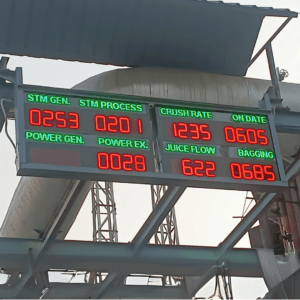 STM GEN. STM PROCESS CRUSH RATE ON DATE
0253 0201 1235 0605
POWER GEN. POWER EX. JUICE FLOW BAGGING
0028 622 0685